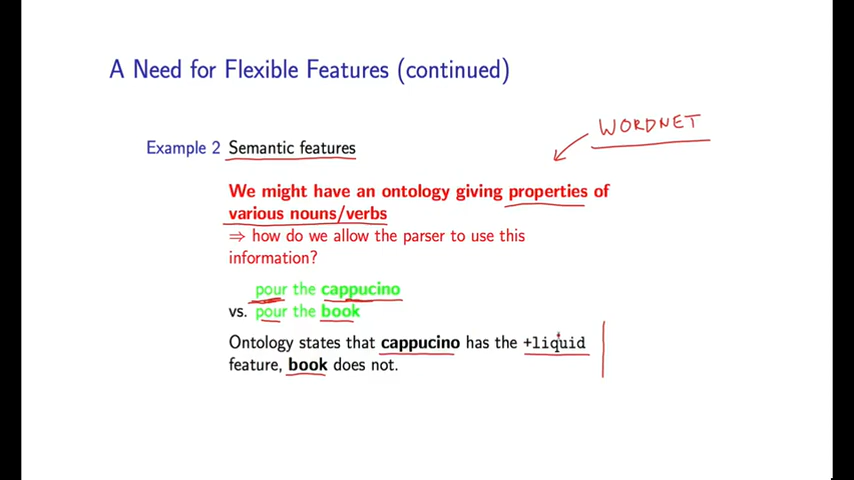 A Need for Flexible Features (continued)
WORDNET
Example 2 Semantic features
We might have an ontology giving properties of
various nouns/verbs
⇒ how do we allow the parser to use this
information?
pour the cappucino
vs. pour the book
Ontology states that cappucino has the +liquid
feature, book does not.